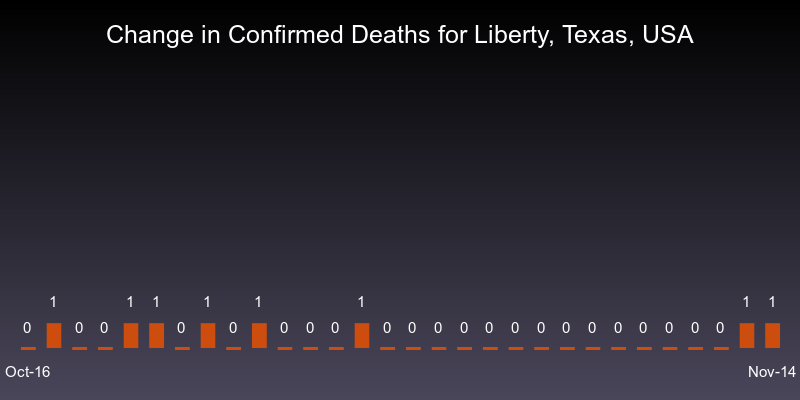 Change in Confirmed Deaths for Liberty, Texas, USA
0 1 0 0 1 1 0 1 0 1 0 0 0 1 0 0 0 0 0 0 0 0 0 0 0 0 0 0 1 1
Oct-16 Nov-14